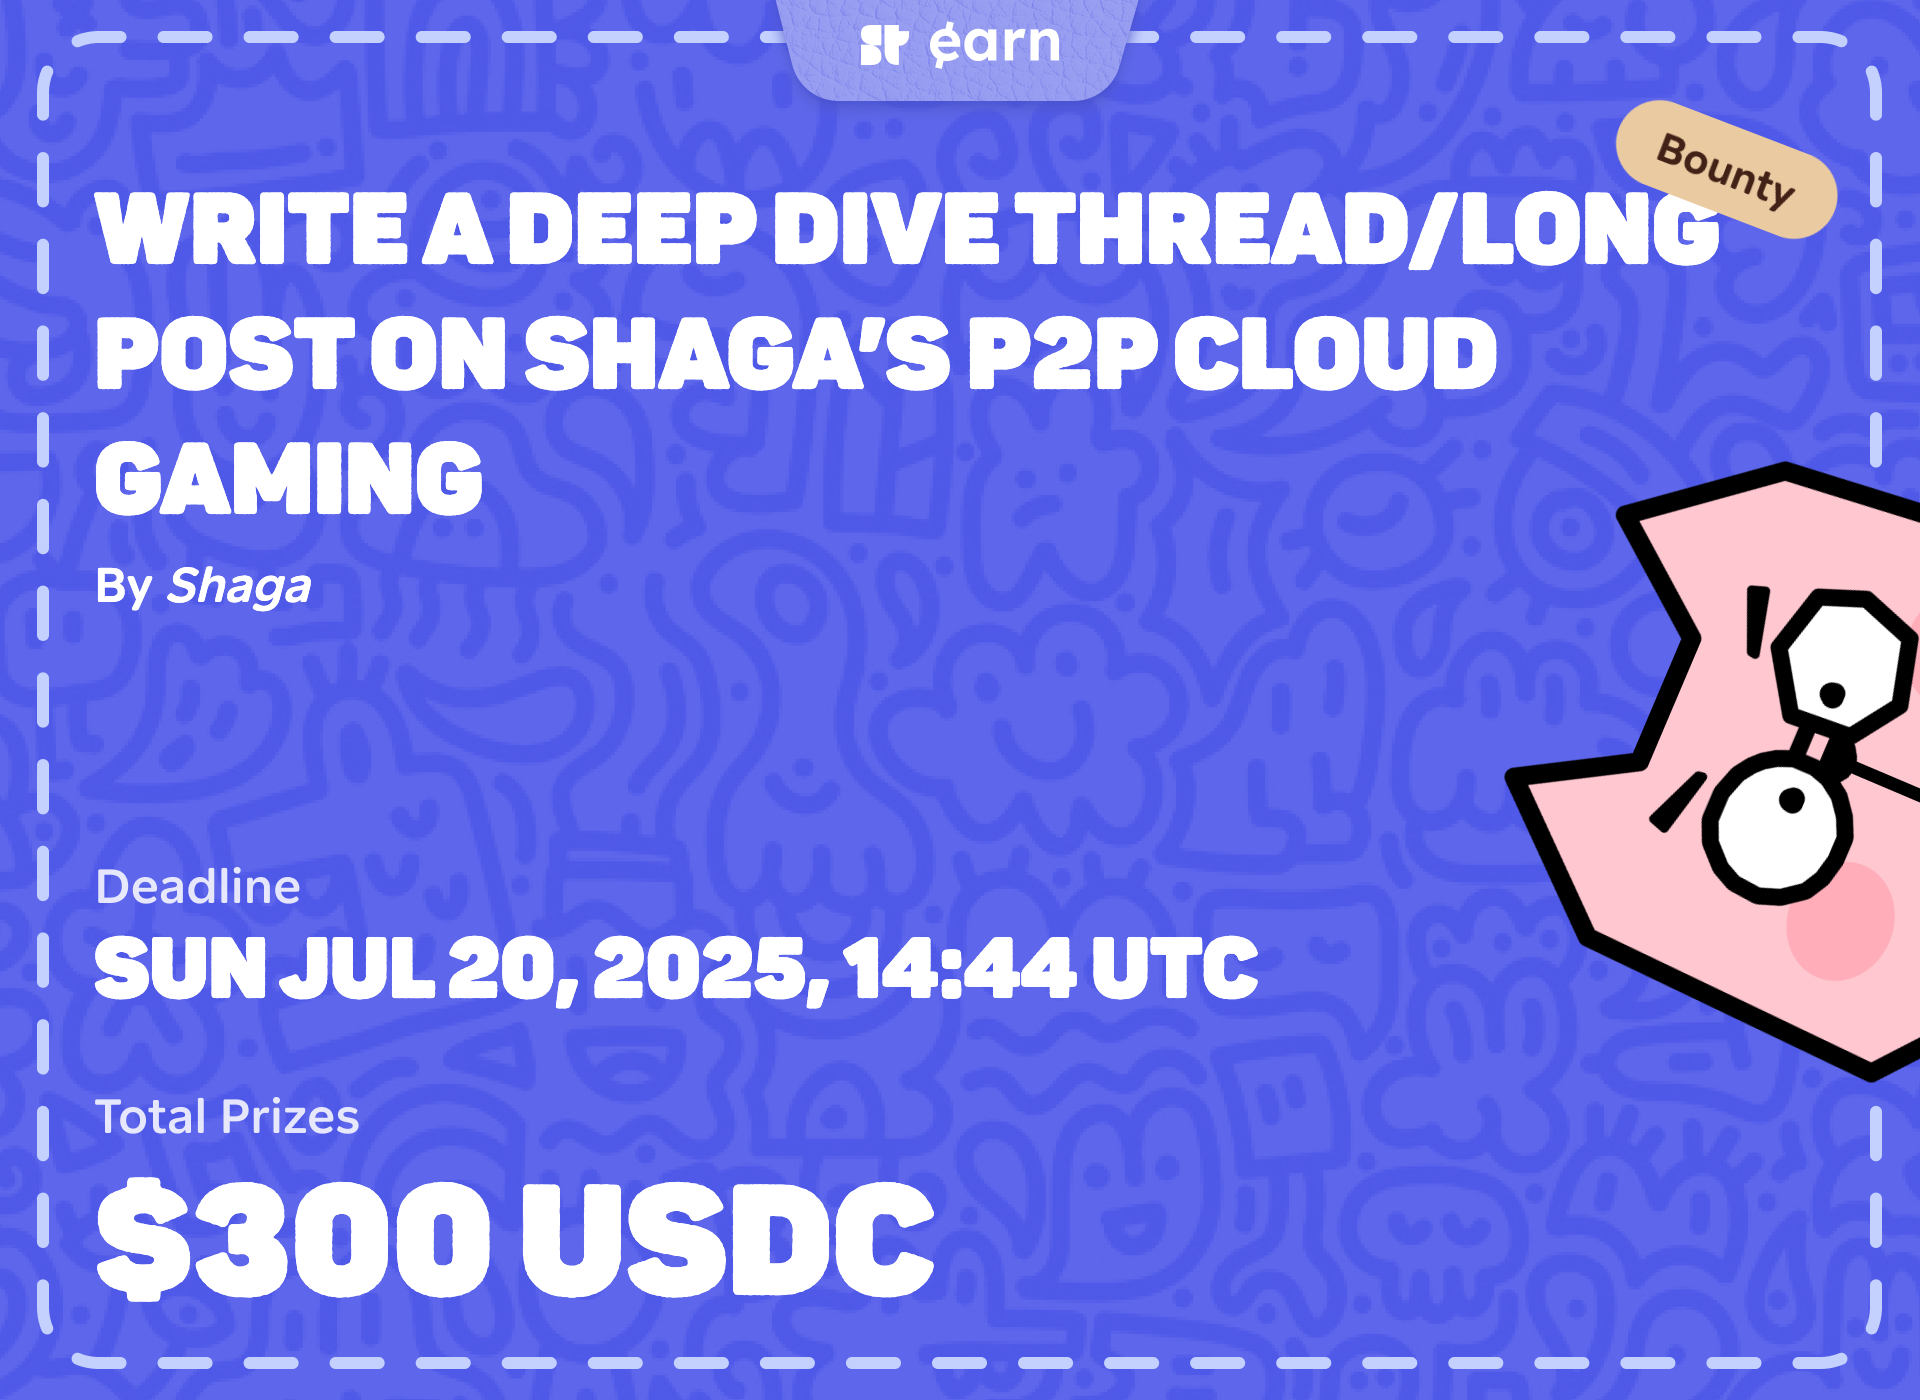 st earn
Bounty
WRITE A DEEP DIVE THREAD/LONG
POST ON SHAGA’S P2P CLOUD
GAMING
By Shaga
Deadline
SUN JUL 20, 2025, 14:44 UTC
Total Prizes
$300 USDC